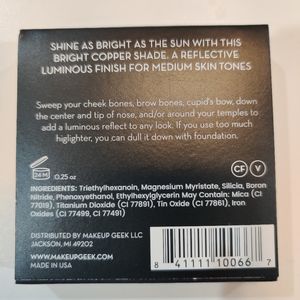 SHINE AS BRIGHT AS THE SUN WITH THIS
BRIGHT COPPER SHADE. A REFLECTIVE
LUMINOUS FINISH FOR MEDIUM SKIN TONES
Sweep your cheek bones, brow bones, cupid's bow, down
the center and tip of nose, and/or around your temples to
add a luminous reflect to any look. If you use too much
higlighter, you can dull it down with foundation.
24M
0.25 oz
CF V
INGREDIENTS: Triethylhexanoin, Magnesium Myristate, Silicia, Boron
Nitride, Phenoxyethanol, Ethylhexylglycerin May Contain: Mica (CI
77019), Titanium Dioxide (CI 77891), Tin Oxide (CI 77861), Iron
Oxides (CI 77499, CI 77491)
DISTRIBUTED BY MAKEUP GEEK LLC
JACKSON, MI 49202
WWW.MAKEUPGEEK.COM
MADE IN USA
8 41111 10066 7